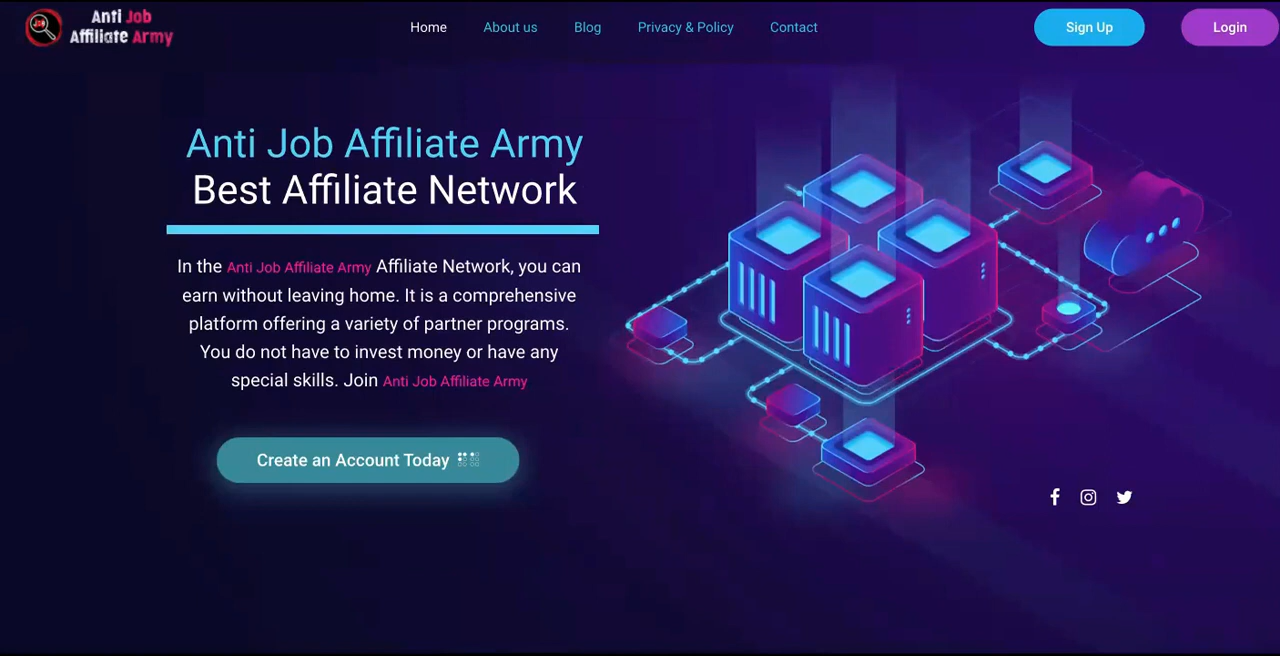 Anti Job
Affiliate Army
Home
About us
Blog
Privacy & Policy
Contact
Sign Up
Login
Anti Job Affiliate Army
Best Affiliate Network
In the Anti Job Affiliate Army Affiliate Network, you can
earn without leaving home. It is a comprehensive
platform offering a variety of partner programs.
You do not have to invest money or have any
special skills. Join Anti Job Affiliate Army
Create an Account Today